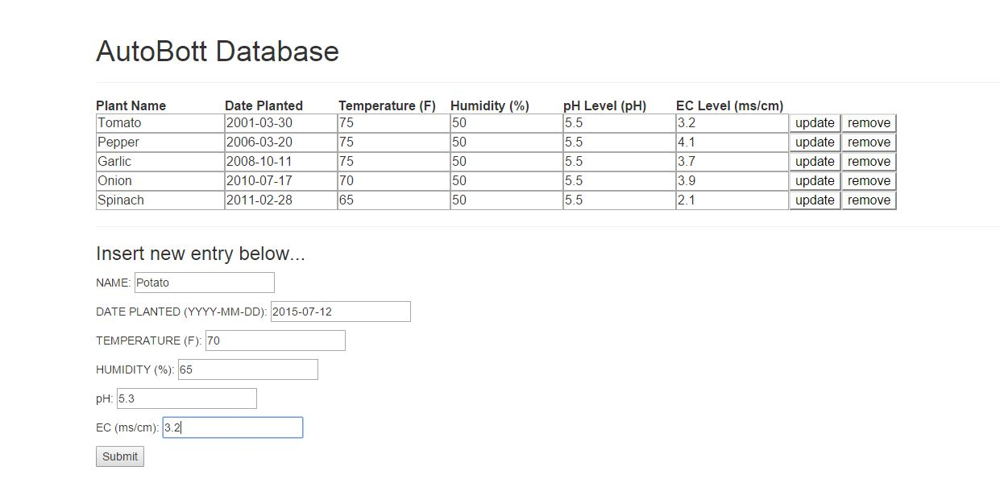 AutoBott Database
Plant Name Date Planted Temperature (F) Humidity (%) pH Level (pH) EC Level (ms/cm)
Tomato 2001-03-30 75 50 5.5 3.2 update remove
Pepper 2006-03-20 75 50 5.5 4.1 update remove
Garlic 2008-10-11 75 50 5.5 3.7 update remove
Onion 2010-07-17 70 50 5.5 3.9 update remove
Spinach 2011-02-28 65 50 5.5 2.1 update remove
Insert new entry below...
NAME: Potato
DATE PLANTED (YYYY-MM-DD): 2015-07-12
TEMPERATURE (F): 70
HUMIDITY (%): 65
pH: 5.3
EC (ms/cm): 3.2
Submit